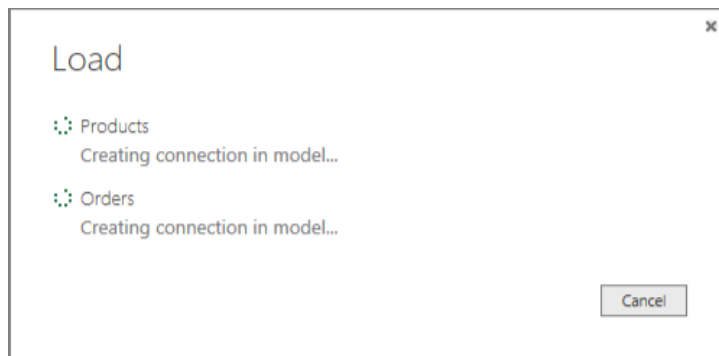 Load
Products
Creating connection in model...
Orders
Creating connection in model...
Cancel